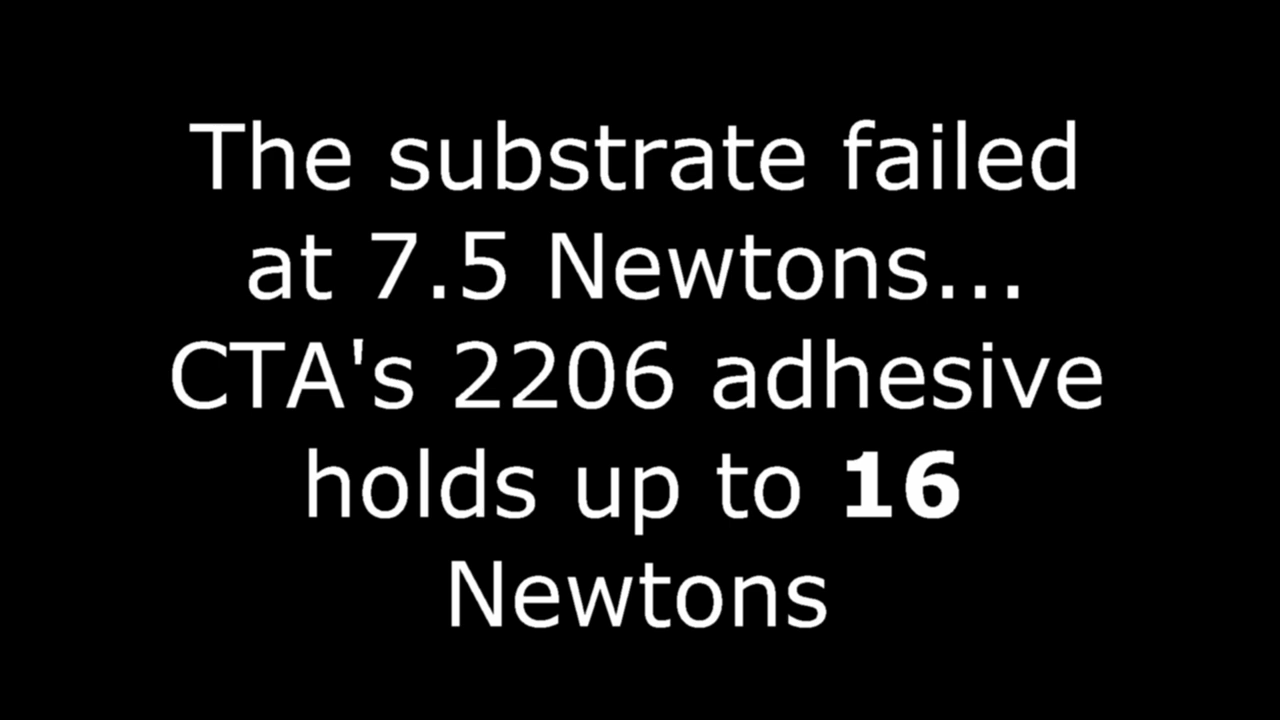 The substrate failed
at 7.5 Newtons...
CTA's 2206 adhesive
holds up to 16
Newtons